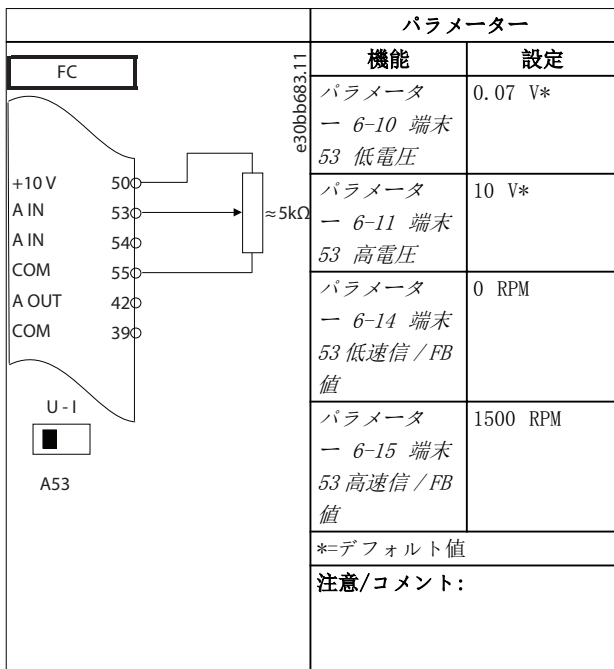 パラメーター
機能 設定
FC
e30bb683.11
+10 V 50
A IN 53
A IN 54
COM 55
A OUT 42
COM 39
≈5kΩ
U - I
A53
パラメータ
ー 6-10 端末
53 低電圧
0.07 V*
パラメータ
ー 6-11 端末
53 高電圧
10 V*
パラメータ
ー 6-14 端末
53 低速信/FB
値
0 RPM
パラメータ
ー 6-15 端末
53 高速信/FB
値
1500 RPM
*=デフォルト値
注意/コメント: